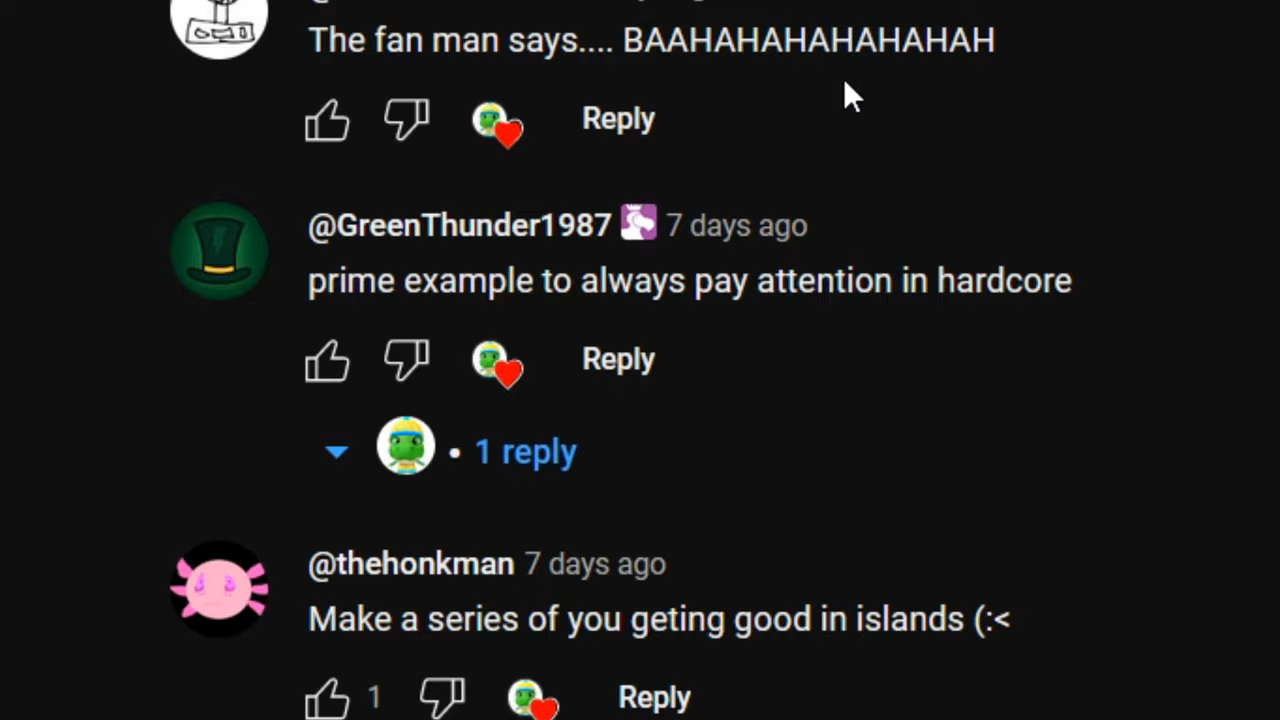 The fan man says.... BAAHAHAHAHAHAHAH
Reply
@GreenThunder1987 7 days ago
prime example to always pay attention in hardcore
Reply
• 1 reply
@thehonkman 7 days ago
Make a series of you geting good in islands (:<
1 Reply